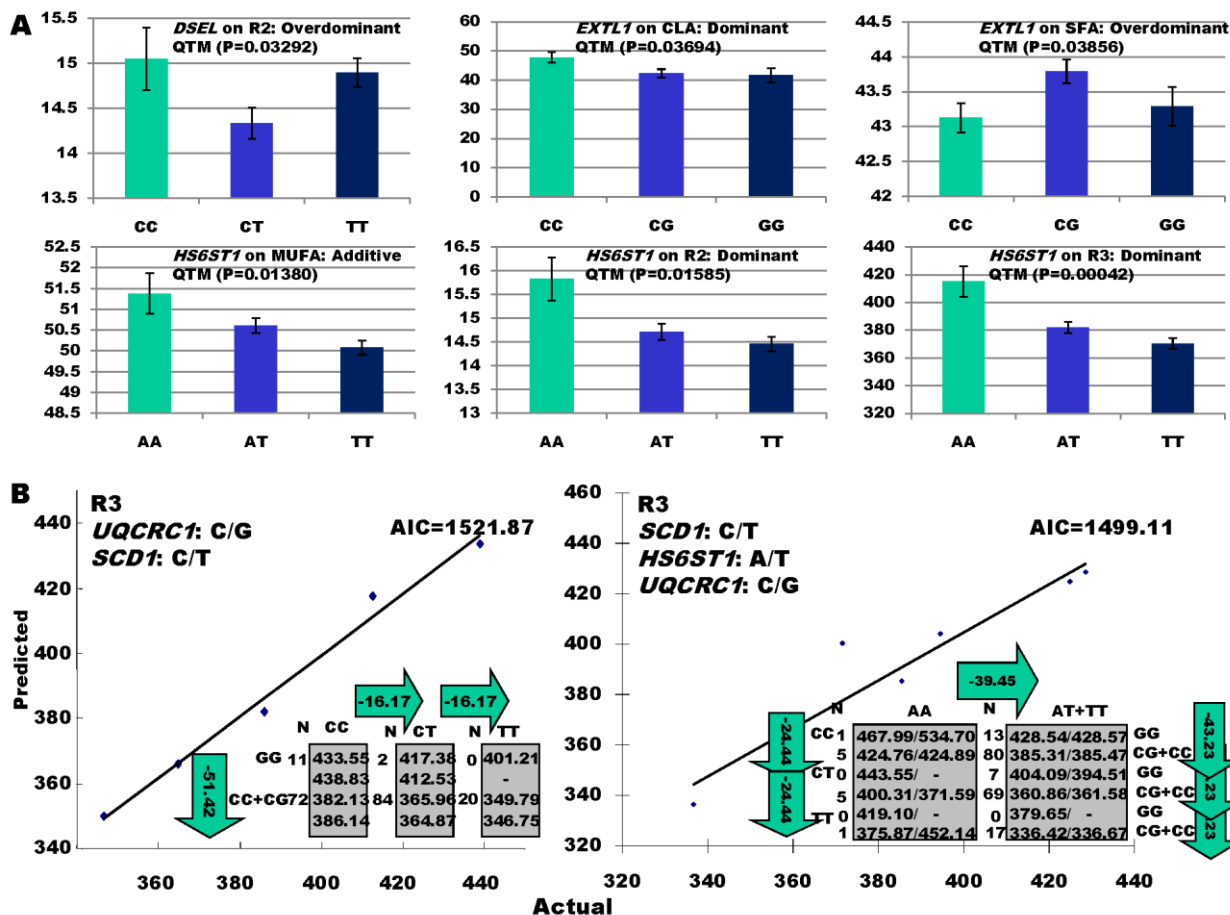 A
DSEL on R2: Overdominant
QTM (P=0.03292)
15.5
15
14.5
14
13.5
CC CT TT
EXTL1 on CLA: Dominant
QTM (P=0.03694)
60
50
40
30
20
10
0
CC CG GG
EXTL1 on SFA: Overdominant
QTM (P=0.03856)
44.5
44
43.5
43
42.5
42
CC CG GG
HS6ST1 on MUFA: Additive
QTM (P=0.01380)
52.5
52
51.5
51
50.5
50
49.5
49
48.5
AA AT TT
HS6ST1 on R2: Dominant
QTM (P=0.01585)
16.5
16
15.5
15
14.5
14
13.5
13
AA AT TT
HS6ST1 on R3: Dominant
QTM (P=0.00042)
440
420
400
380
360
340
320
AA AT TT
B
R3
UQCRC1: C/G
SCD1: C/T
AIC=1521.87
Predicted
440
420
400
380
360
340
-16.17 -16.17
N CC N CT N TT
GG 11 433.55 2 417.38 0 401.21
438.83 412.53 -
CC+CG 72 382.13 84 365.96 20 349.79
386.14 364.87 346.75
-51.42
360 380 400 420 440
R3
SCD1: C/T
HS6ST1: A/T
UQCRC1: C/G
AIC=1499.11
460
440
420
400
380
360
340
320
-39.45
N AA N AT+TT
CC 1 467.99/534.70 13 428.54/428.57 GG
5 424.76/424.89 80 385.31/385.47 CG+CC
CT 0 443.55/ - 7 404.09/394.51 GG
5 400.31/371.59 69 360.86/361.58 CG+CC
TT 0 419.10/ - 0 379.65/ - GG
1 375.87/452.14 17 336.42/336.67 CG+CC
-24.44
-24.44
-43.23
.23
.23
320 340 360 380 400 420 440
Actual